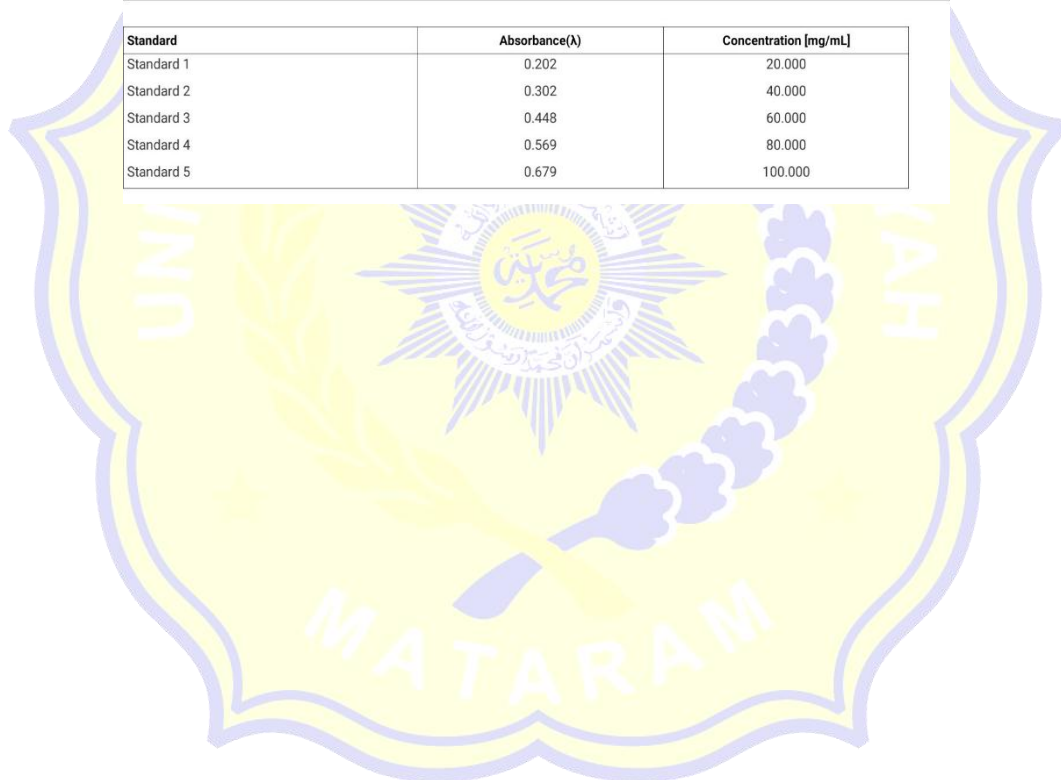 Standard Absorbance(λ) Concentration [mg/mL]
Standard 1 0.202 20.000
Standard 2 0.302 40.000
Standard 3 0.448 60.000
Standard 4 0.569 80.000
Standard 5 0.679 100.000
MATARAM